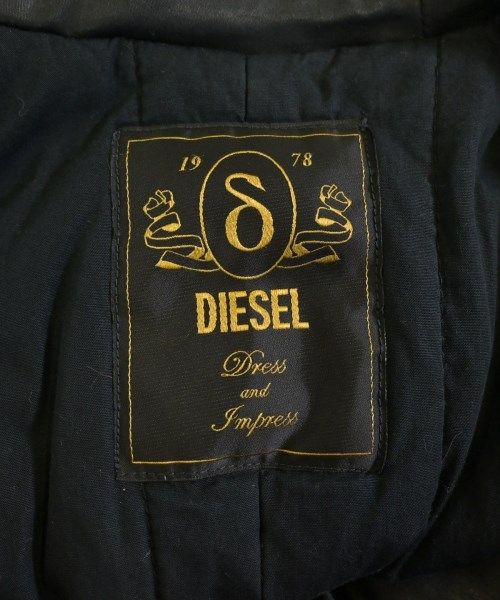 19 78
δ
DIESEL
Dress
and
Impress